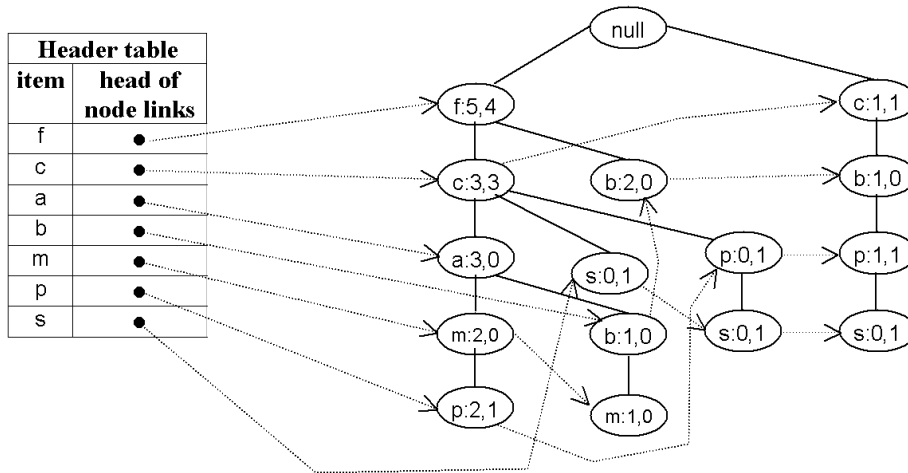 Header table
item head of node links
f
c
a
b
m
p
s
null
f:5,4
c:1,1
c:3,3
b:2,0
b:1,0
a:3,0
s:0,1
p:0,1
p:1,1
m:2,0
b:1,0
s:0,1
s:0,1
p:2,1
m:1,0